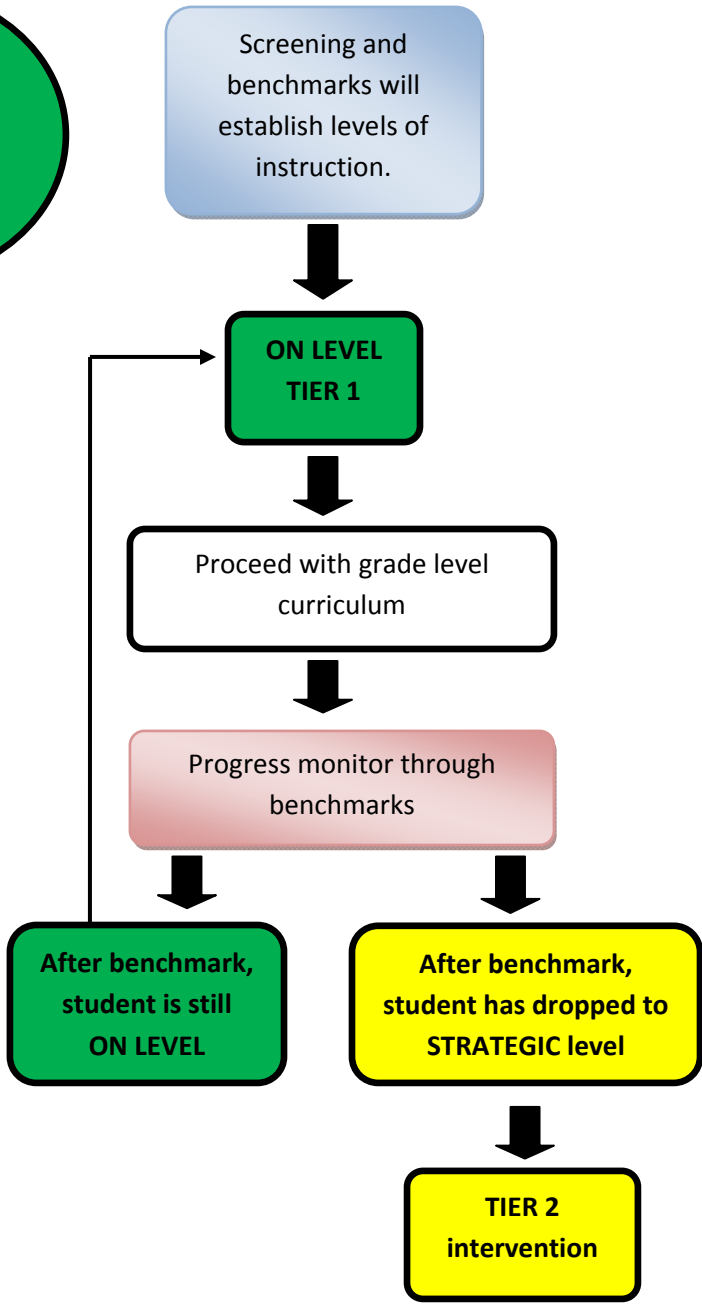 Screening and
benchmarks will
establish levels of
instruction.
ON LEVEL
TIER 1
Proceed with grade level
curriculum
Progress monitor through
benchmarks
After benchmark,
student is still
ON LEVEL
After benchmark,
student has dropped to
STRATEGIC level
TIER 2
intervention